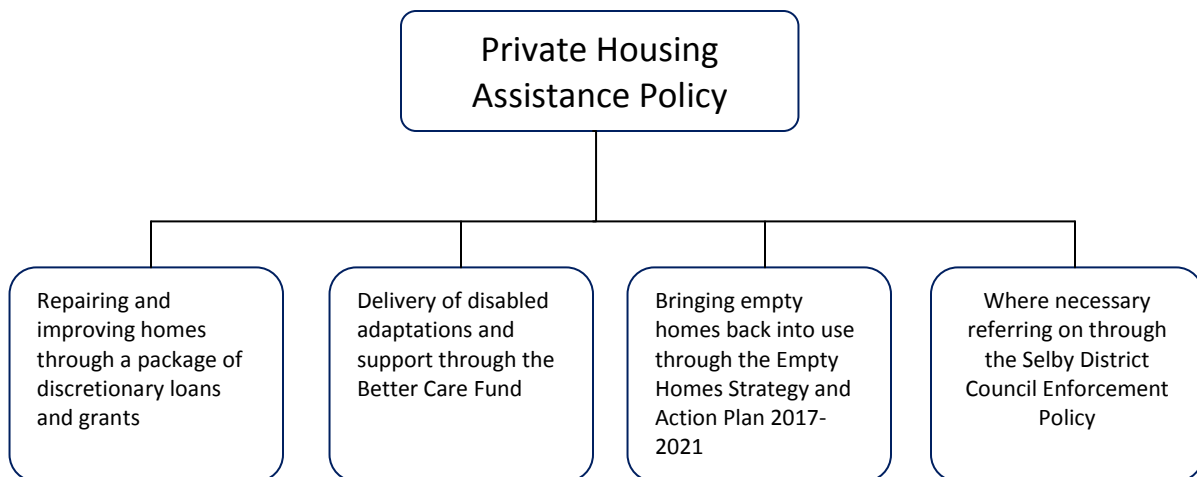 Private Housing
Assistance Policy
Repairing and
improving homes
through a package of
discretionary loans
and grants
Delivery of disabled
adaptations and
support through the
Better Care Fund
Bringing empty
homes back into use
through the Empty
Homes Strategy and
Action Plan 2017-
2021
Where necessary
referring on through
the Selby District
Council Enforcement
Policy